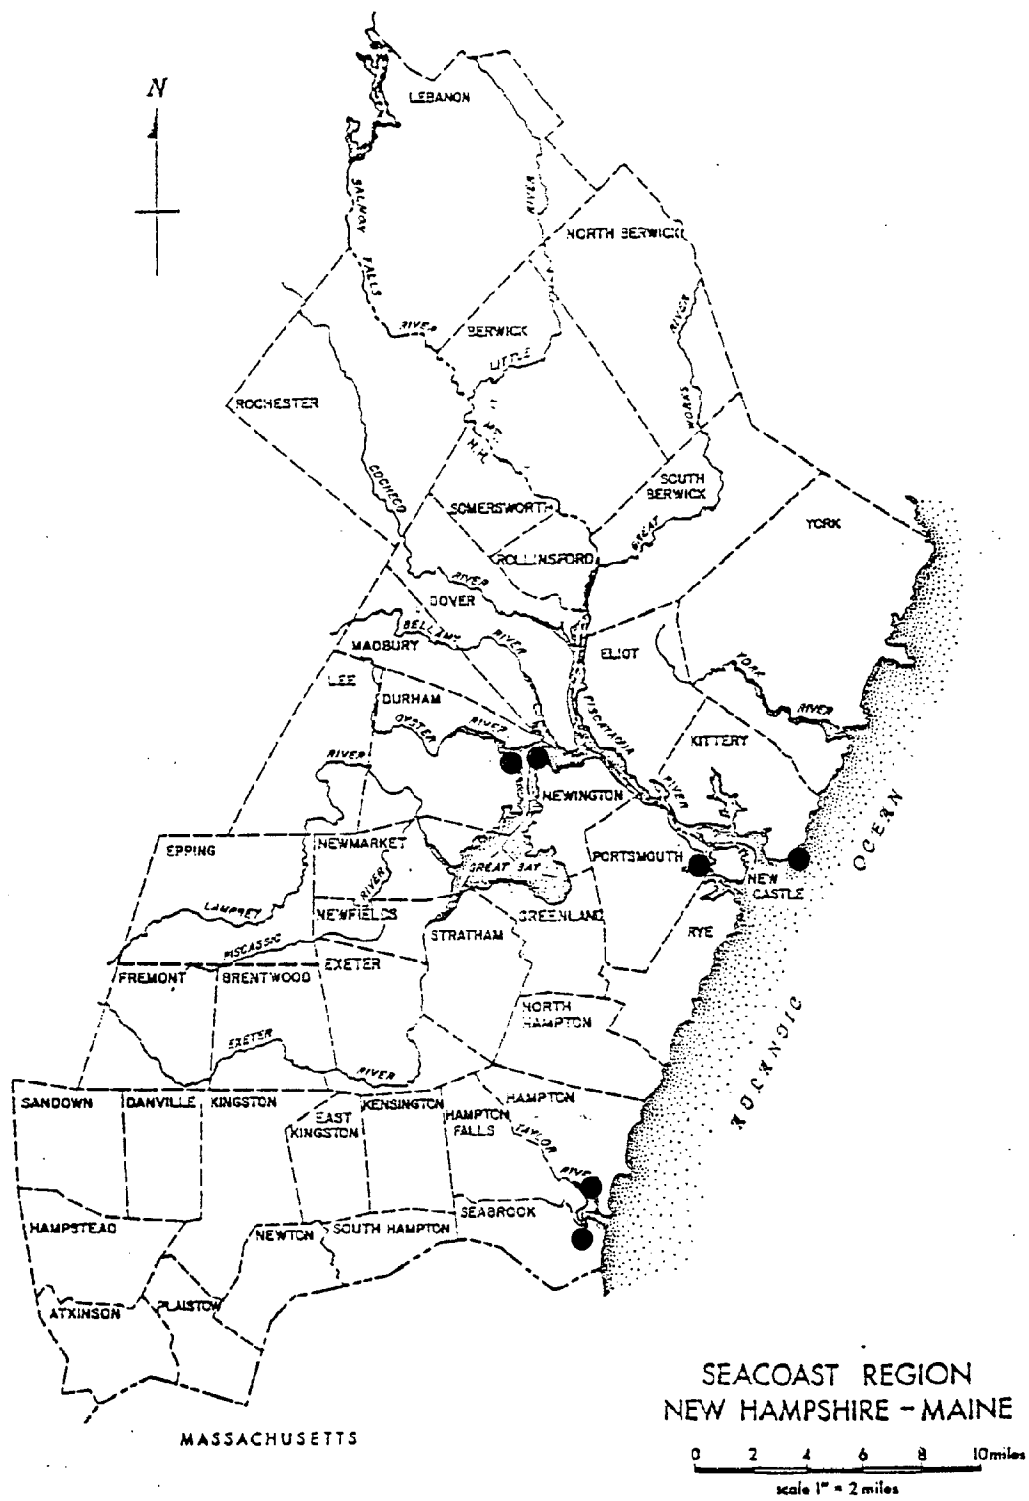 N
LEBANON
SALMON
FALLS
RIVER
RIVER
NORTH BERWICK
BERWICK
LITTLE
RIVER
WORKS
GREAT
ROCHESTER
COCHECO
RIVER
N.H.
SOMERSWORTH
SOUTH
BERWICK
YORK
ROLLINSFORD
DOVER
BELLAMY
RIVER
MADBURY
ELIOT
LEE
DURHAM
YORK
RIVER
OYSTER
RIVER
PISCATAQUA
RIVER
KITTERY
RIVER
NEWINGTON
EPPING
NEWMARKET
PORTSMOUTH
GREAT BAY
NEW
CASTLE
OCEAN
LAMPREY
RIVER
NEWFIELDS
GREENLAND
STRATHAM
RYE
PISCASSIC
EXETER
FREMONT
BRENTWOOD
NORTH
HAMPTON
EXETER
RIVER
SANDOWN
DANVILLE
KINGSTON
EAST
KINGSTON
KENSINGTON
HAMPTON
FALLS
HAMPTON
TAYLOR
RIVER
HAMPSTEAD
NEWTON
SOUTH HAMPTON
SEABROOK
ATKINSON
PLAISTOW
MASSACHUSETTS
SEACOAST REGION
NEW HAMPSHIRE - MAINE
0 2 4 6 8 10 miles
scale 1" = 2 miles